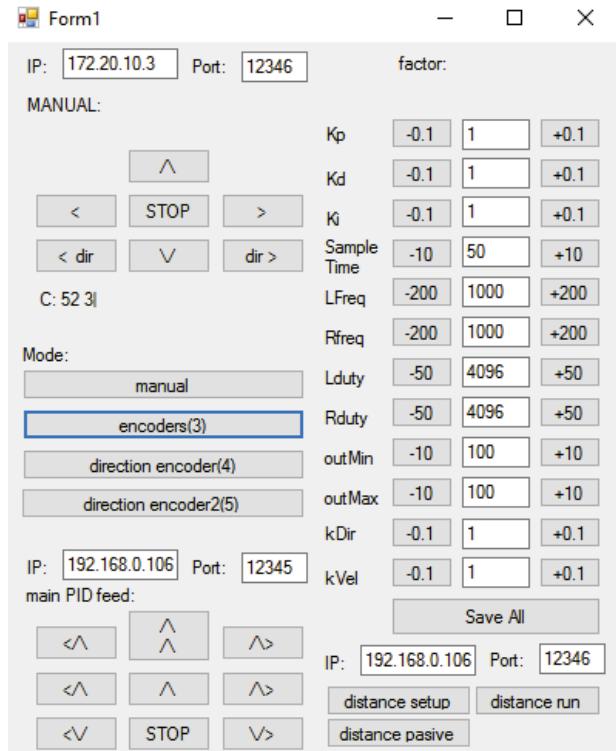 Form1
IP: 172.20.10.3 Port: 12346
MANUAL:
/\
< STOP >
< dir \/ dir >
C: 52 3|
Mode:
manual
encoders(3)
direction encoder(4)
direction encoder2(5)
IP: 192.168.0.106 Port: 12345
main PID feed:
/\
/\
</\ /\>
</\ /\ /\>
<\/ STOP \/>
factor:
Kp -0.1 1 +0.1
Kd -0.1 1 +0.1
Ki -0.1 1 +0.1
Sample
Time -10 50 +10
LFreq -200 1000 +200
Rfreq -200 1000 +200
Lduty -50 4096 +50
Rduty -50 4096 +50
outMin -10 100 +10
outMax -10 100 +10
kDir -0.1 1 +0.1
kVel -0.1 1 +0.1
Save All
IP: 192.168.0.106 Port: 12346
distance setup distance run
distance pasive